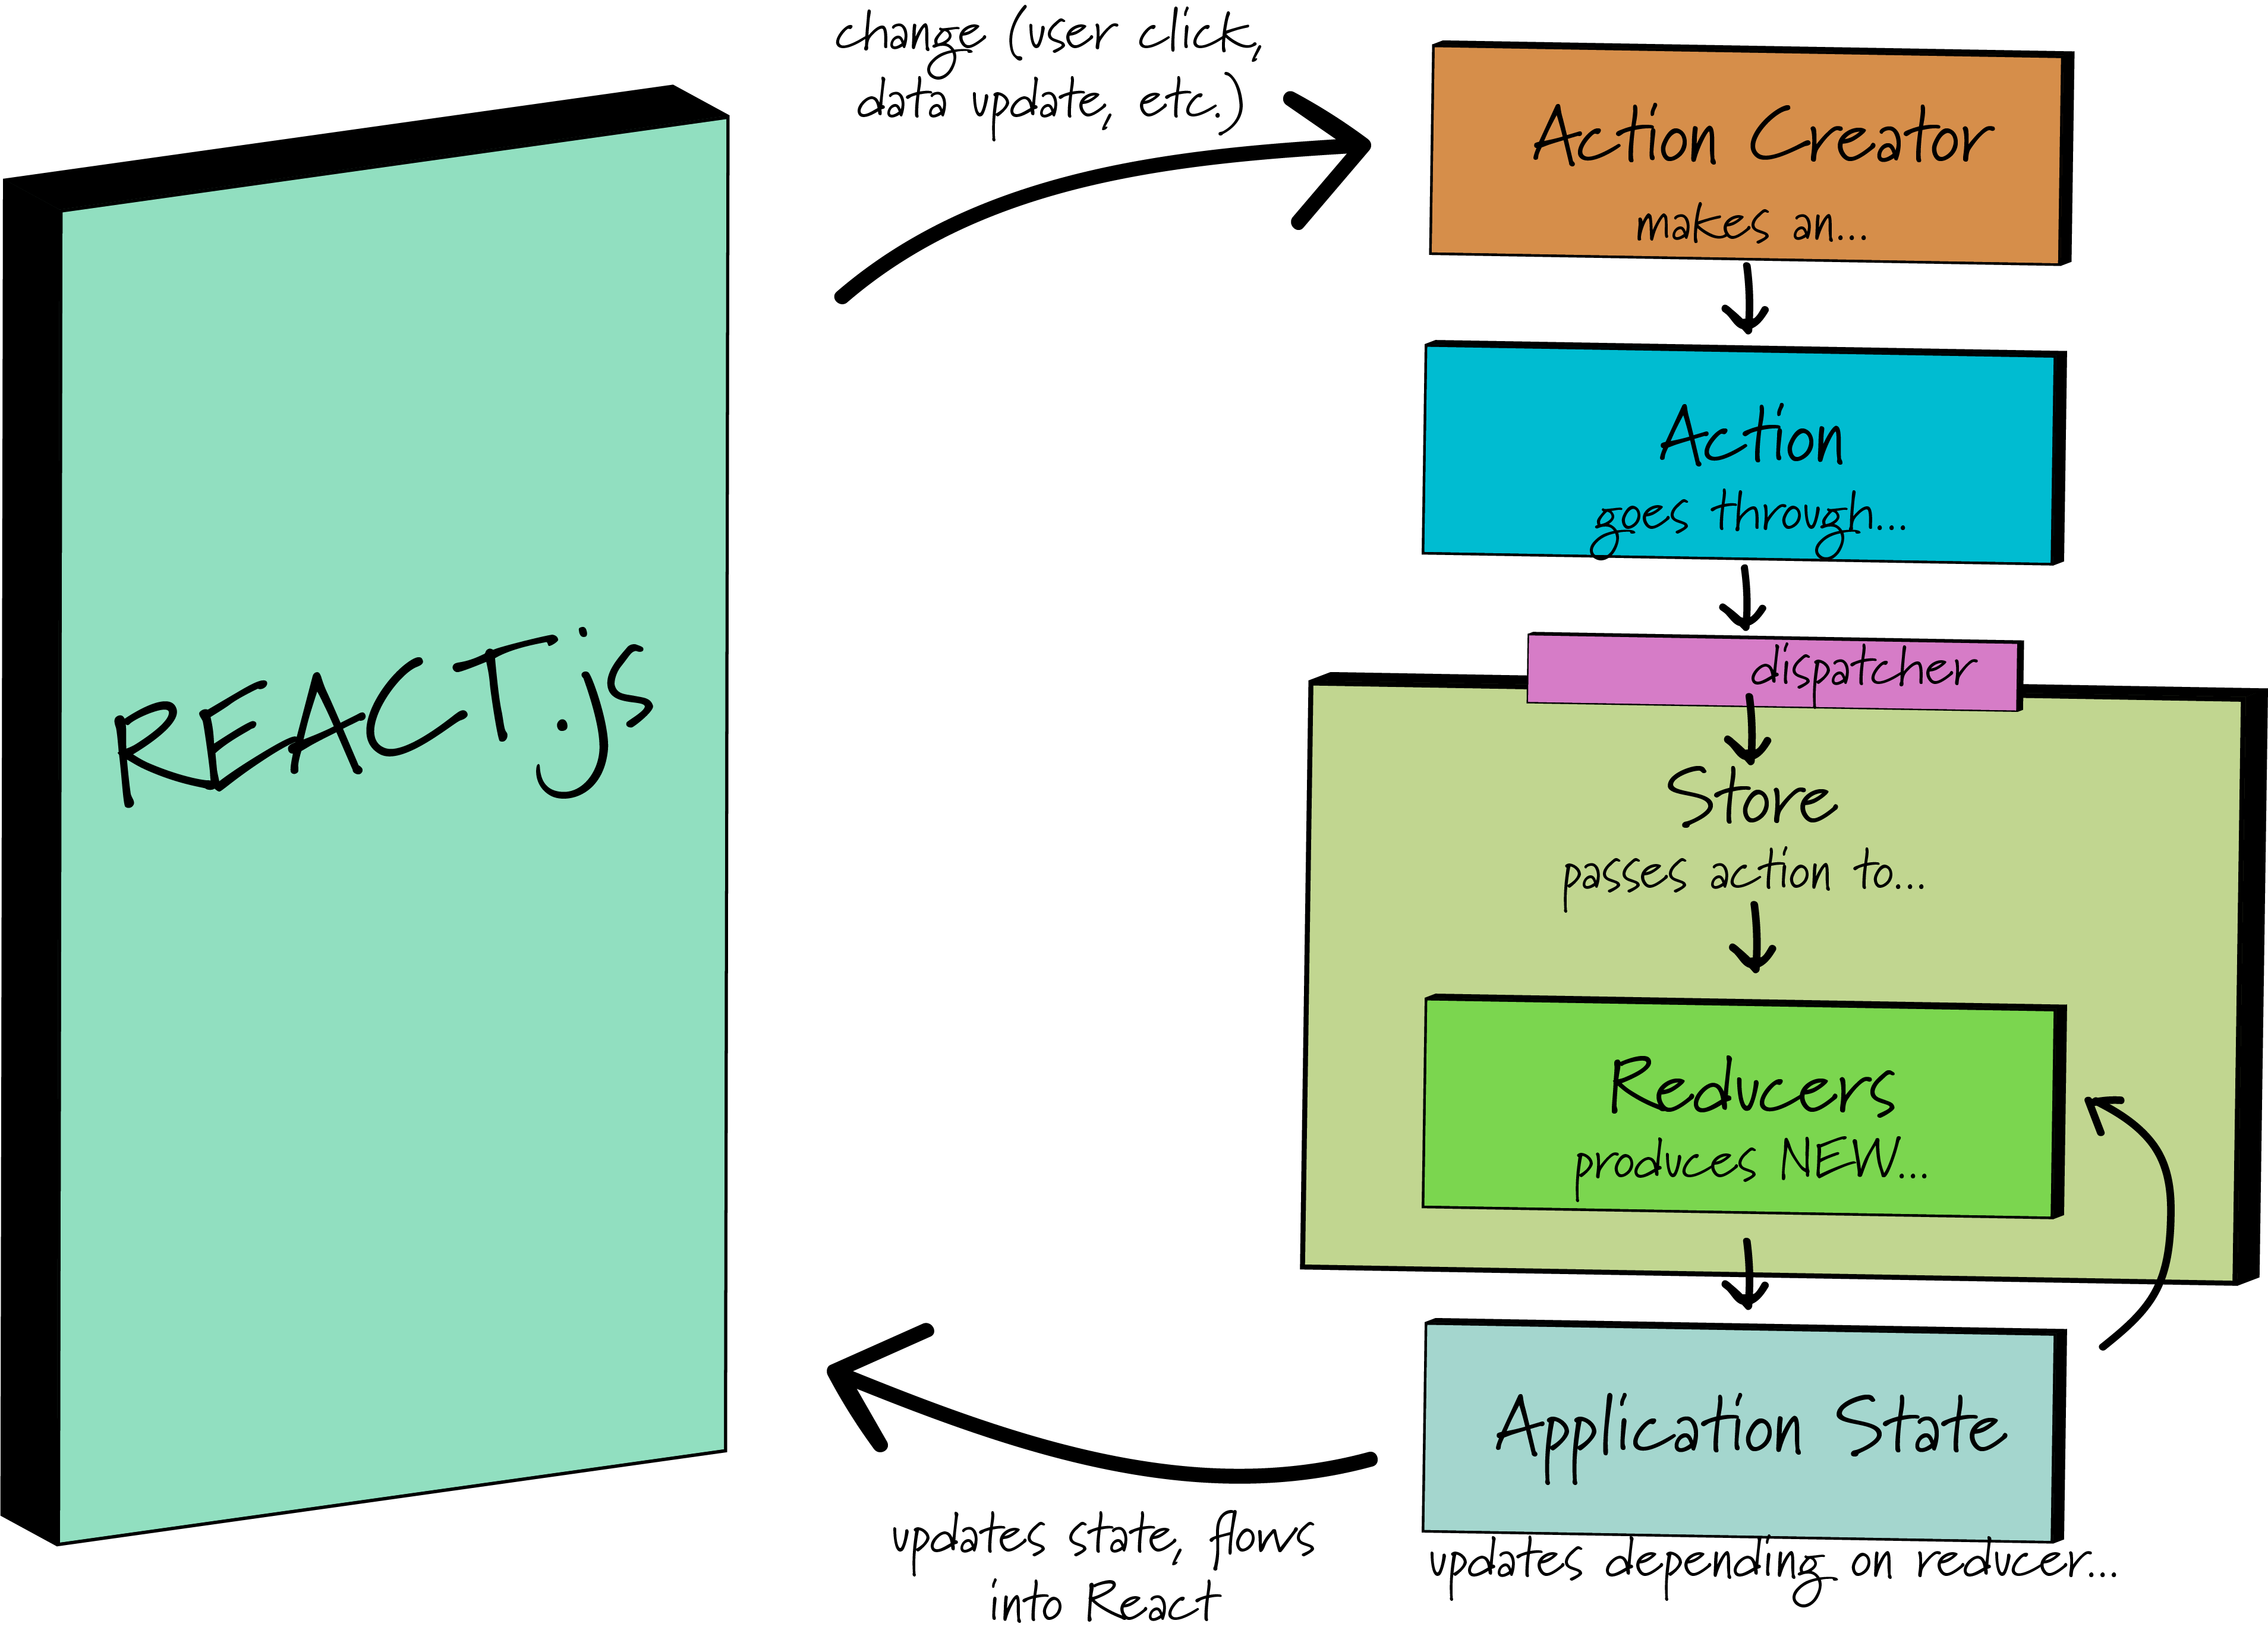 change (user click,
data update, etc.)
Action Creator
makes an...
Action
goes through...
dispatcher
Store
passes action to...
REACT.js
Reducers
produces NEW...
Application State
updates depending on reducer...
updates state, flows
into React